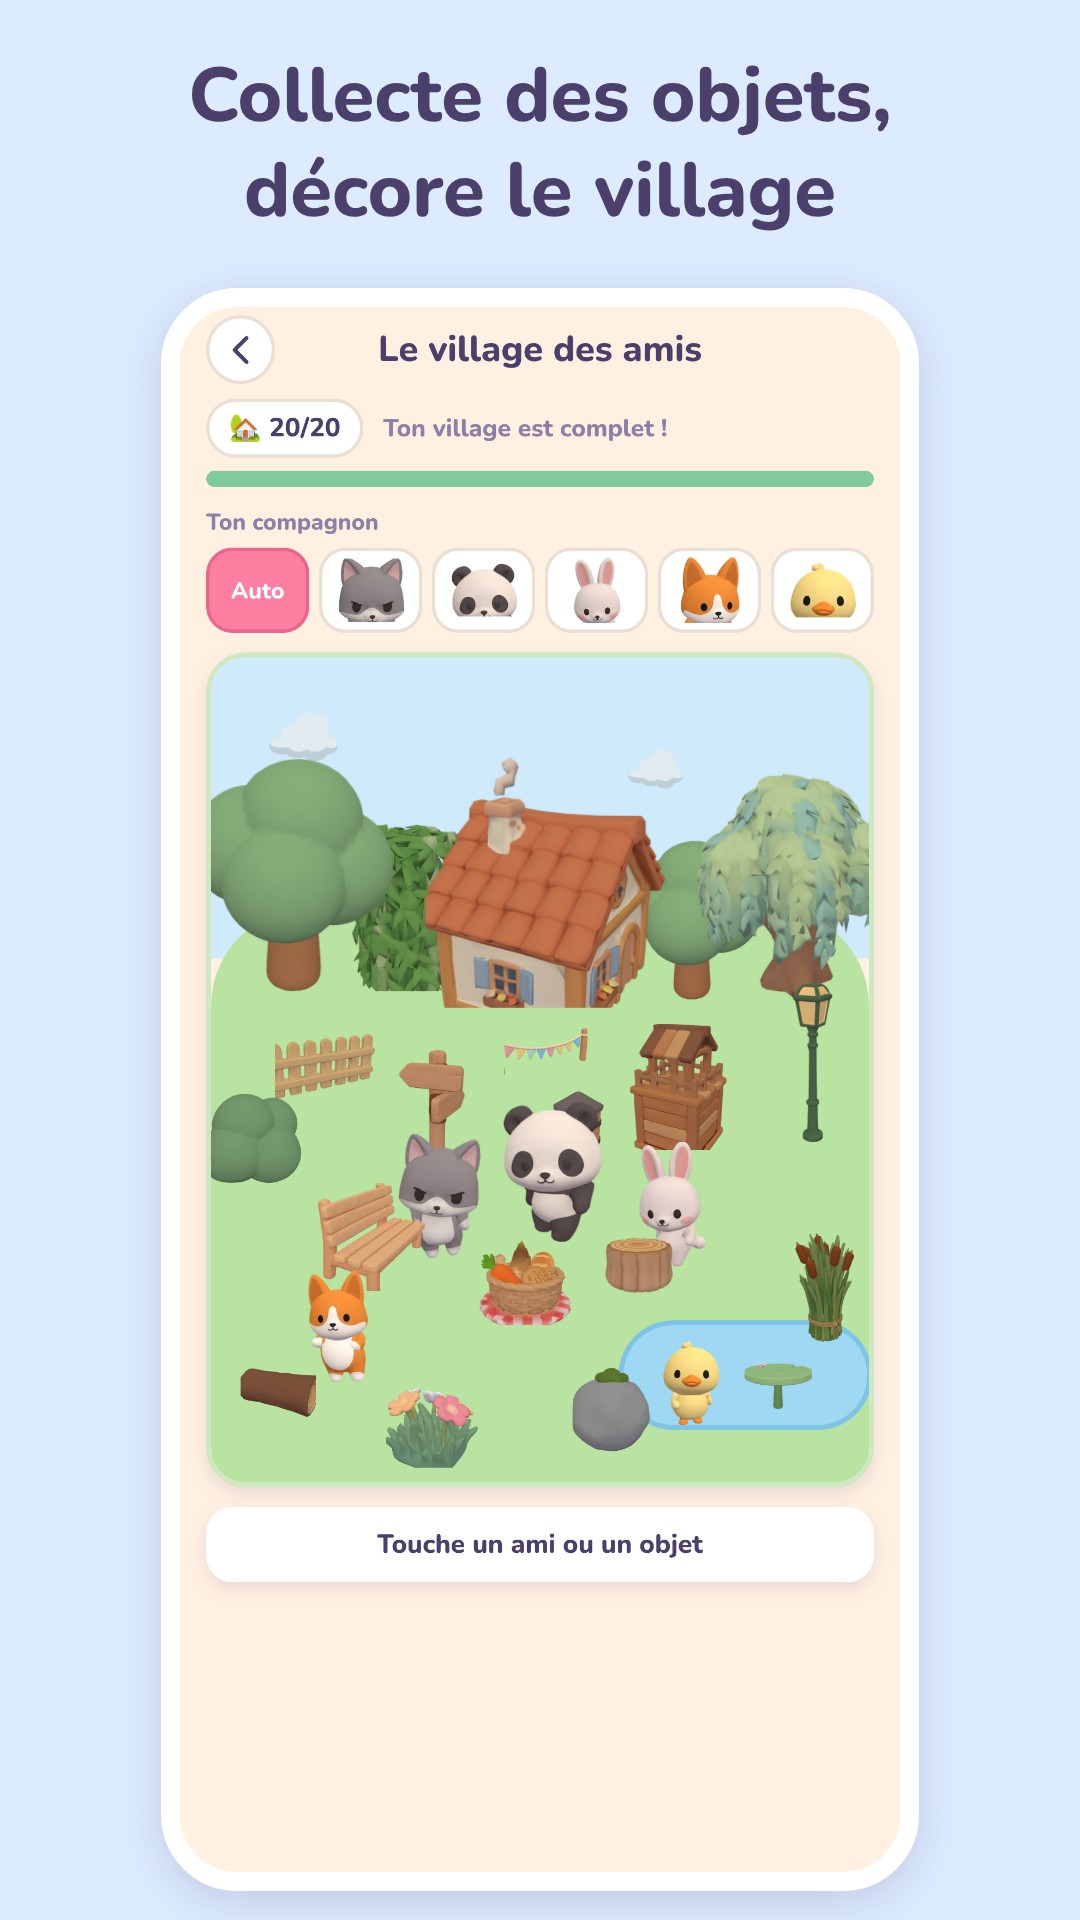 Collecte des objets,
décore le village
Le village des amis
20/20
Ton village est complet !
Ton compagnon
Auto
Touche un ami ou un objet